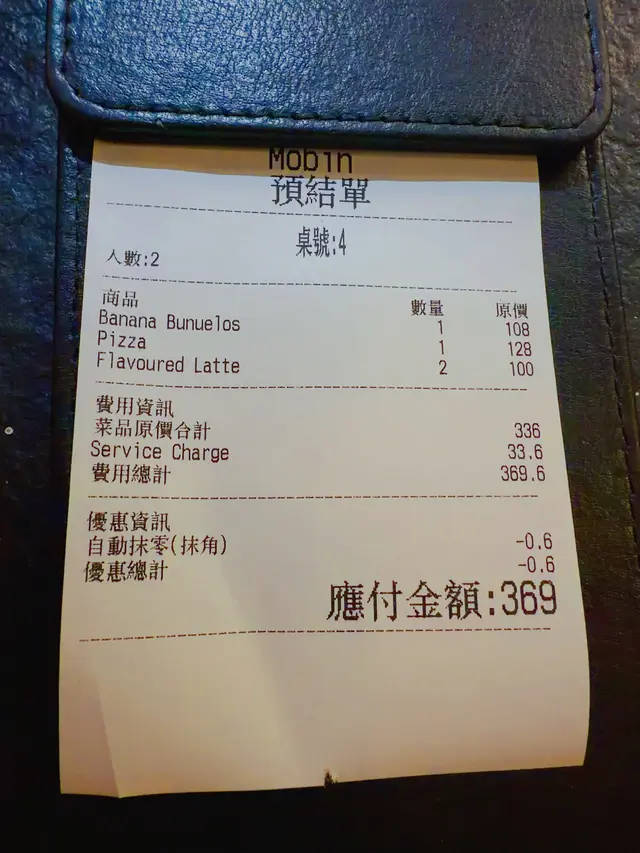 Mobin
預結單
桌號:4
人數:2
商品 數量 原價
Banana Bunuelos 1 108
Pizza 1 128
Flavoured Latte 2 100
費用資訊
菜品原價合計 336
Service Charge 33.6
費用總計 369.6
優惠資訊
自動抹零(抹角) -0.6
優惠總計 -0.6
應付金額:369